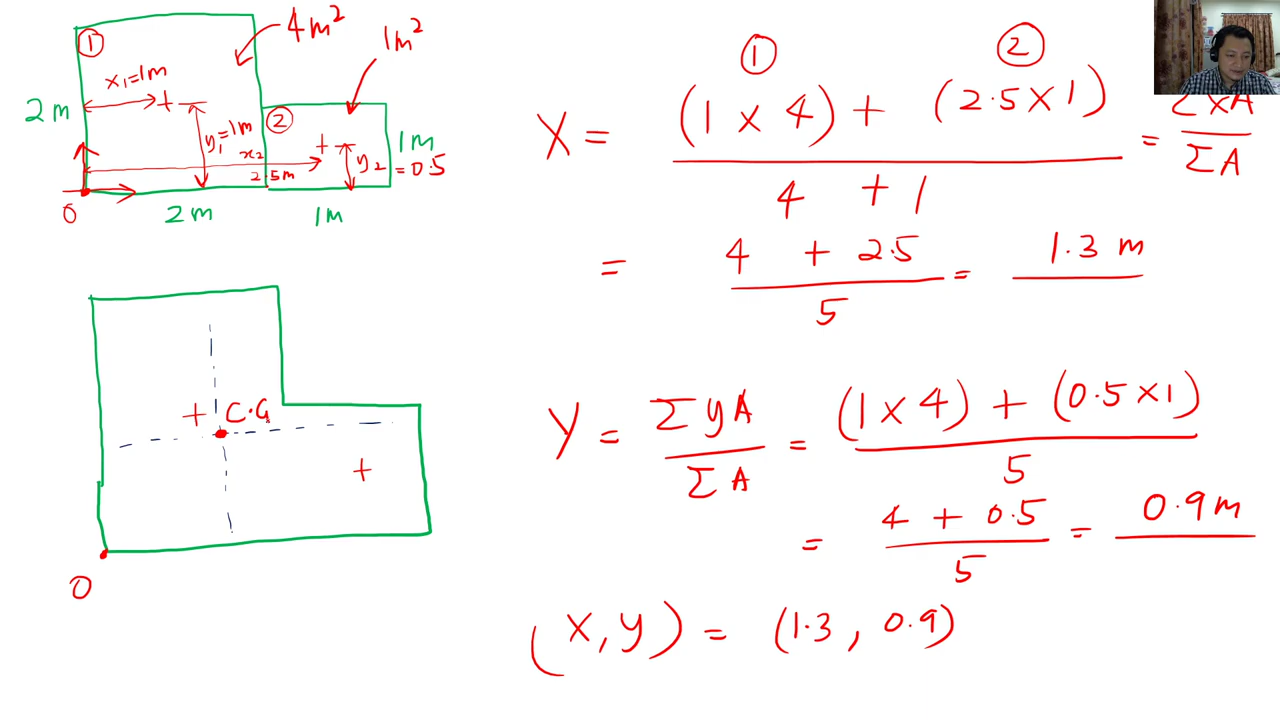 ① 4m² 1m²
x₁=1m
2m
y₁=1m ②
x₂ y₂ 1m
2.5m =0.5
O 2m 1m
① ②
X = (1 x 4) + (2.5 x 1) / 4 + 1 = ΣxA / ΣA
= 4 + 2.5 / 5 = 1.3 m
C.G
O
Y = ΣyA / ΣA = (1 x 4) + (0.5 x 1) / 5
= 4 + 0.5 / 5 = 0.9m
(X, y) = (1.3, 0.9)